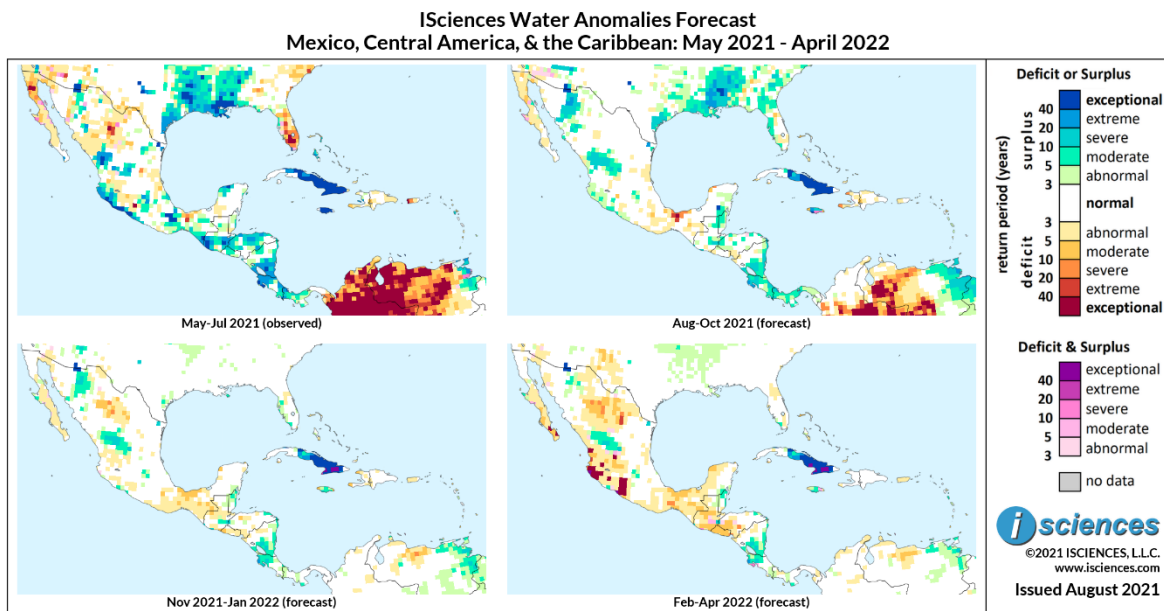 ISciences Water Anomalies Forecast
Mexico, Central America, & the Caribbean: May 2021 - April 2022
May-Jul 2021 (observed)
Aug-Oct 2021 (forecast)
Nov 2021-Jan 2022 (forecast)
Feb-Apr 2022 (forecast)
Deficit or Surplus
return period (years)
surplus
deficit
exceptional
40
extreme
20
severe
10
moderate
5
abnormal
3
normal
3
abnormal
5
moderate
10
severe
20
extreme
40
exceptional
Deficit & Surplus
exceptional
40
extreme
20
severe
10
moderate
5
abnormal
3
no data
i sciences
©2021 ISCIENCES, L.L.C.
www.isciences.com
Issued August 2021